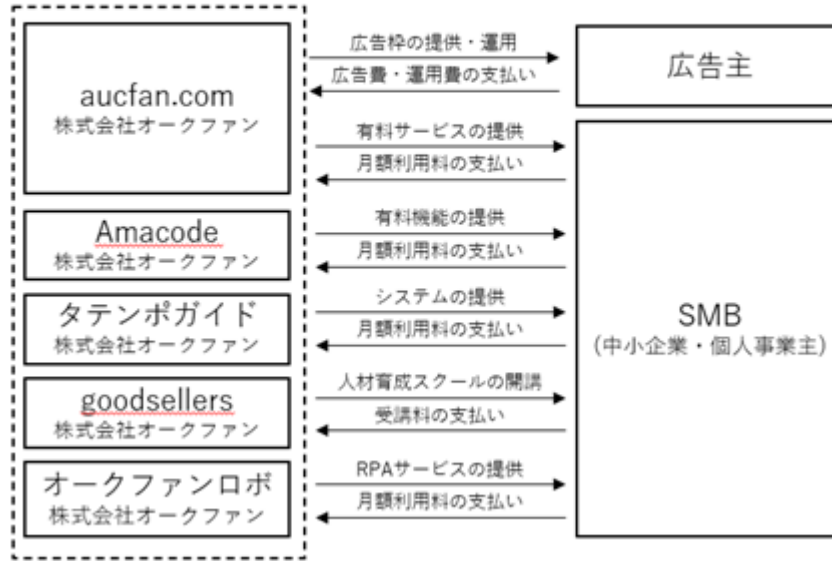 aucfan.com
株式会社オークファン
広告枠の提供・運用
広告費・運用費の支払い
広告主
有料サービスの提供
月額利用料の支払い
Amacode
株式会社オークファン
有料機能の提供
月額利用料の支払い
タテンポガイド
株式会社オークファン
システムの提供
月額利用料の支払い
goodsellers
株式会社オークファン
人材育成スクールの開講
受講料の支払い
オークファンロボ
株式会社オークファン
RPAサービスの提供
月額利用料の支払い
SMB
(中小企業・個人事業主)